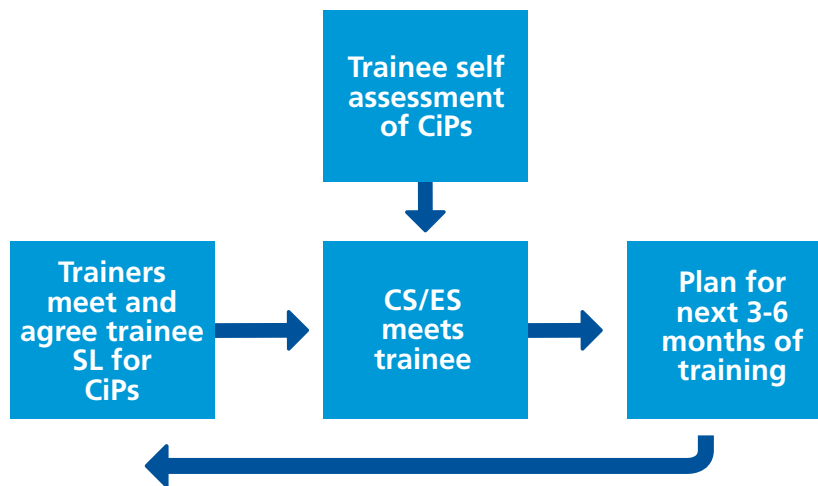 Trainee self
assessment
of CiPs
Trainers
meet and
agree trainee
SL for
CiPs
CS/ES
meets
trainee
Plan for
next 3-6
months of
training